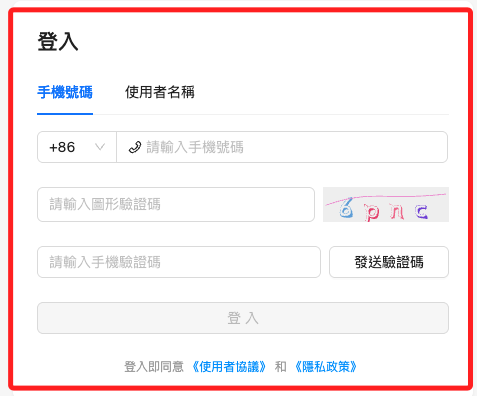 登入
手機號碼 使用者名稱
+86 請輸入手機號碼
請輸入圖形驗證碼 6pnc
請輸入手機驗證碼 發送驗證碼
登 入
登入即同意 《使用者協議》 和 《隱私政策》